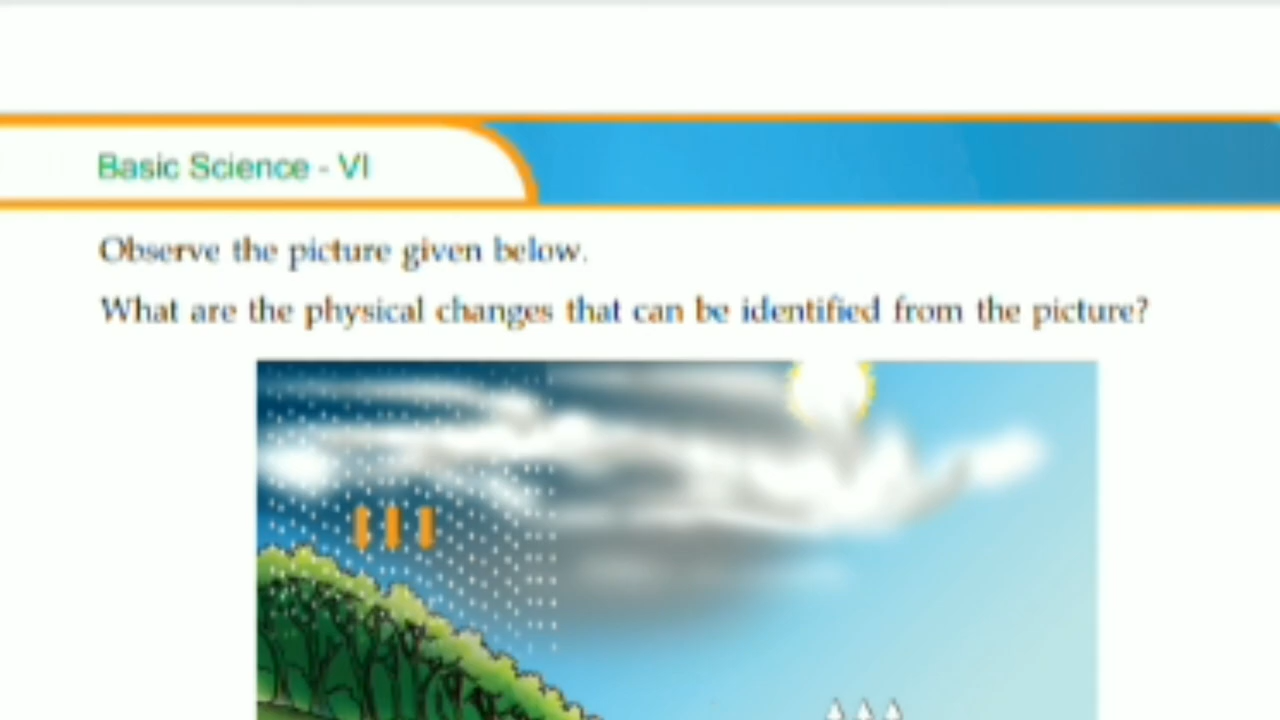 Basic Science - VI
Observe the picture given below.
What are the physical changes that can be identified from the picture?